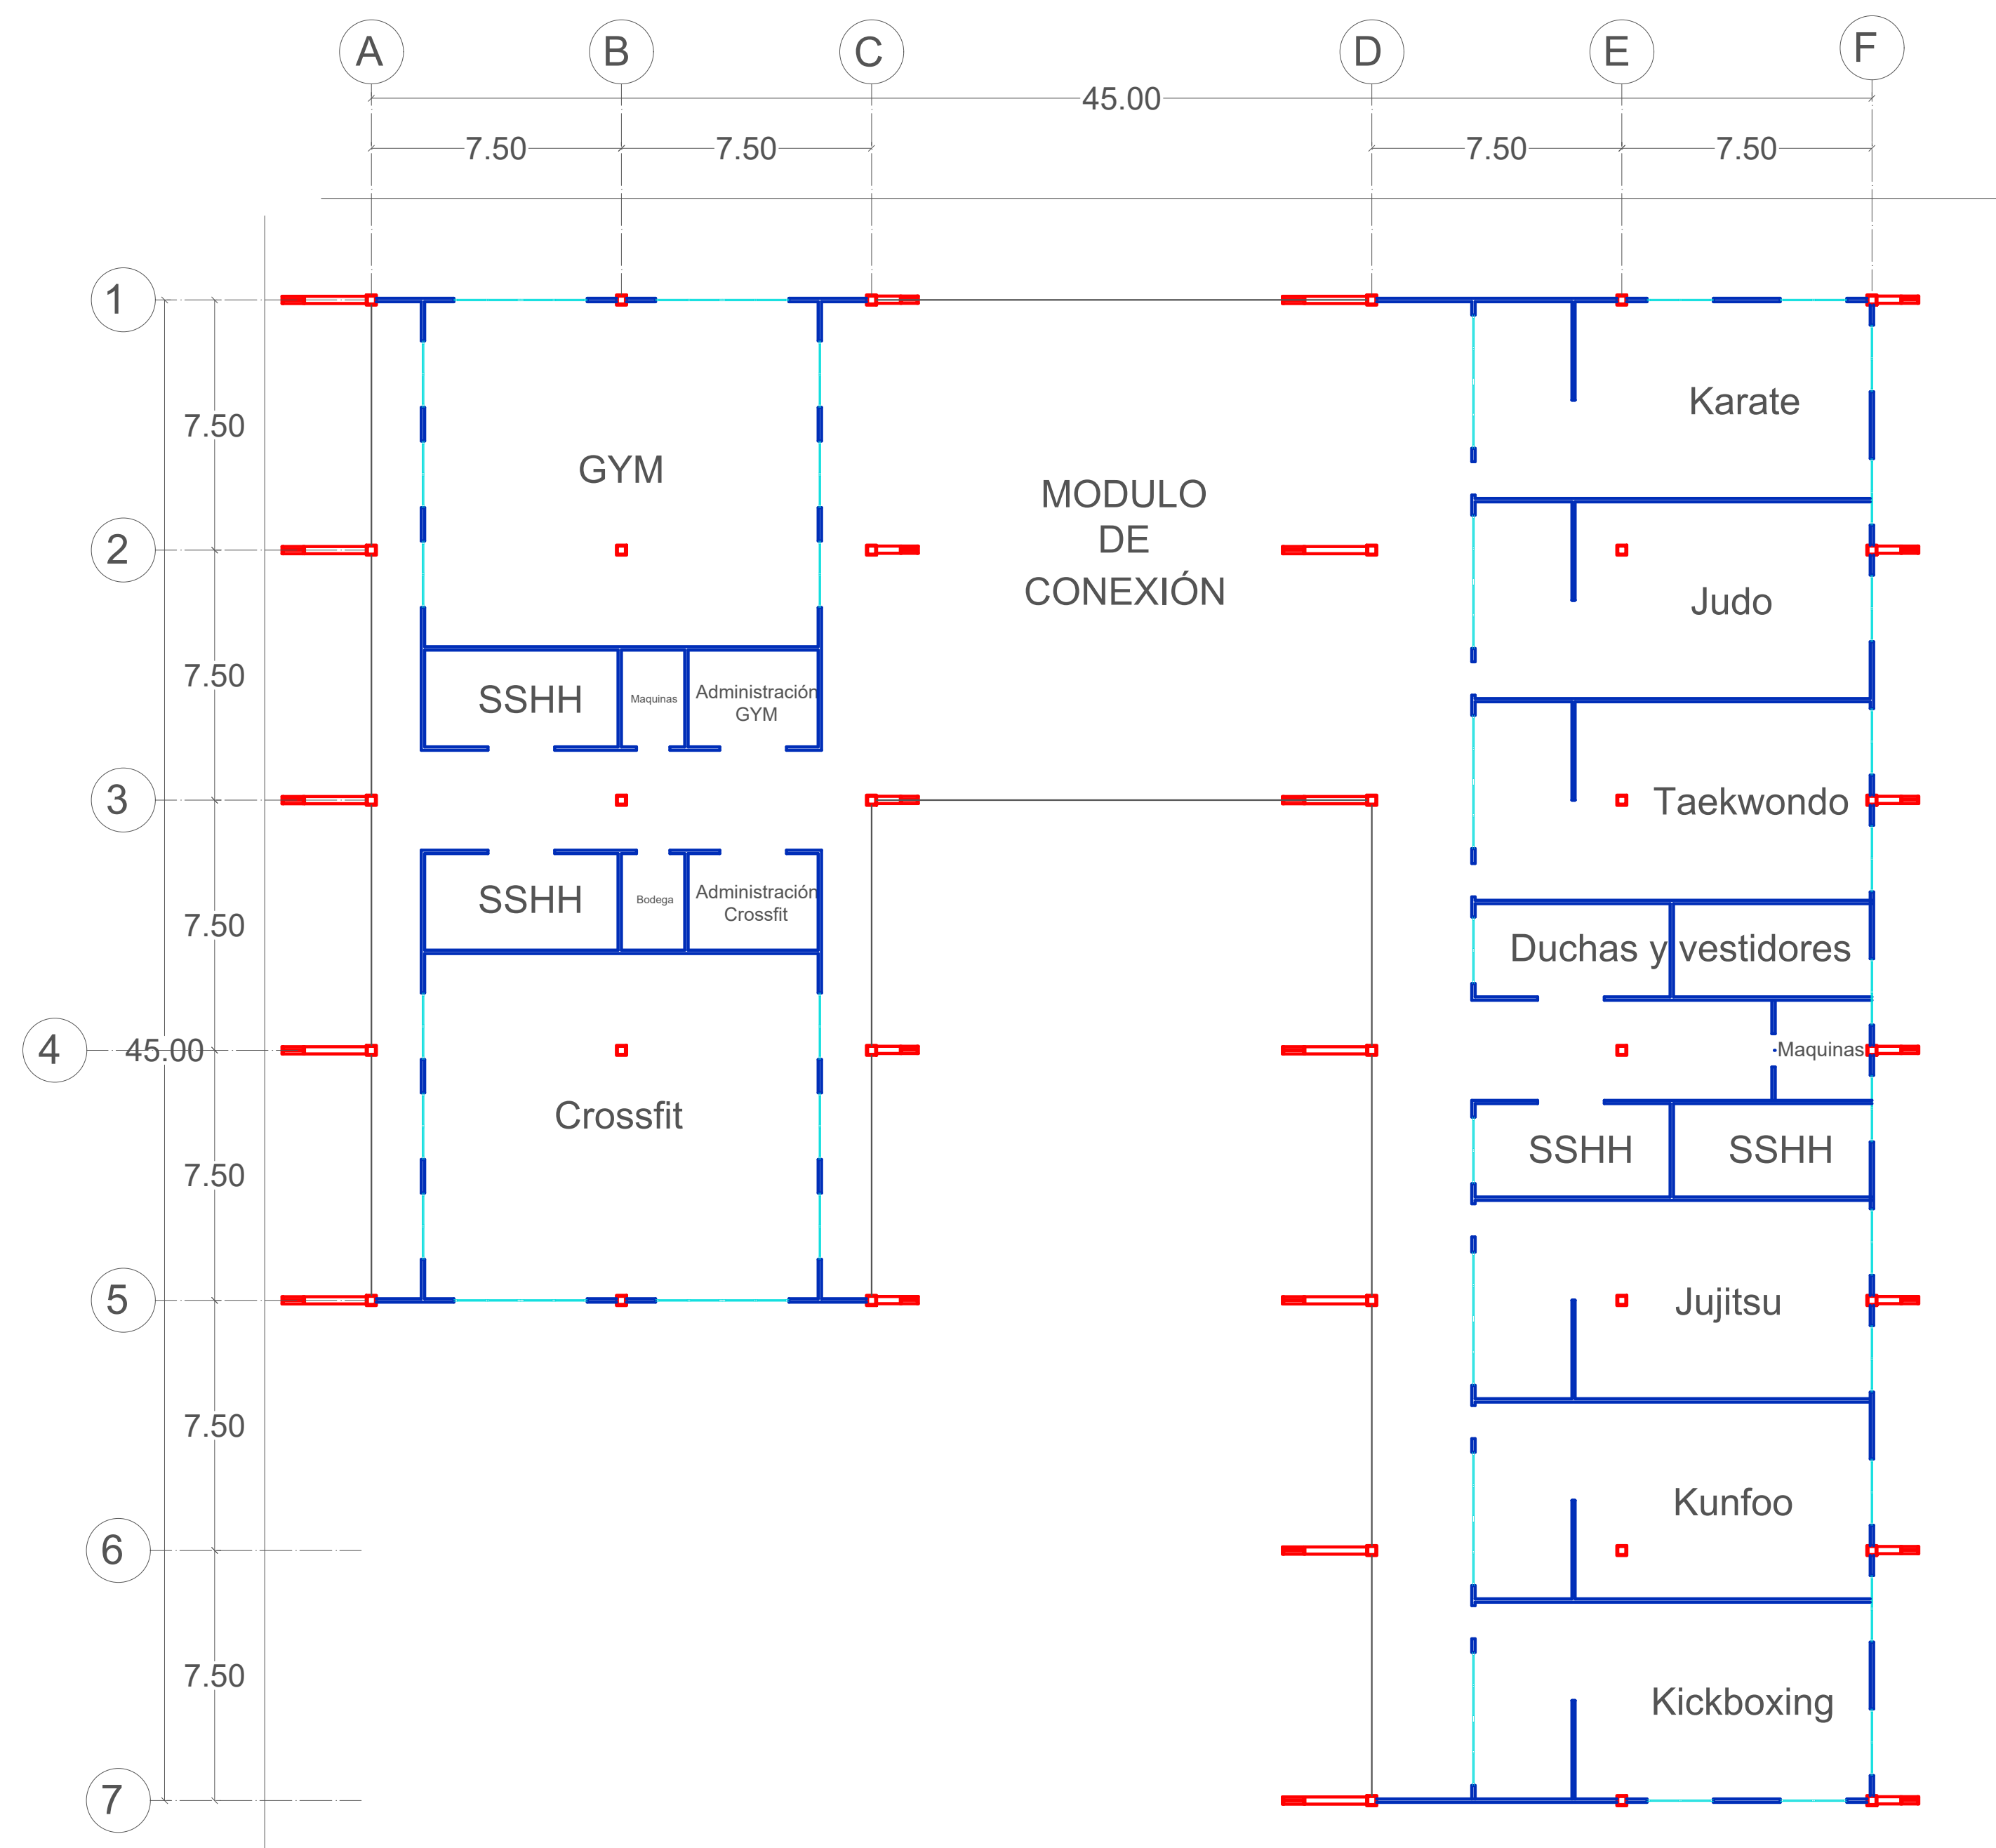 A
B
C
D
E
F
45.00
7.50
7.50
7.50
7.50
1
2
3
4
5
6
7
7.50
7.50
7.50
7.50
7.50
7.50
45.00
GYM
MODULO
DE
CONEXIÓN
SSHH
Maquinas
Administración
GYM
SSHH
Bodega
Administración
Crossfit
Crossfit
Karate
Judo
Taekwondo
Duchas y vestidores
Maquinas
SSHH
SSHH
Jujitsu
Kunfoo
Kickboxing